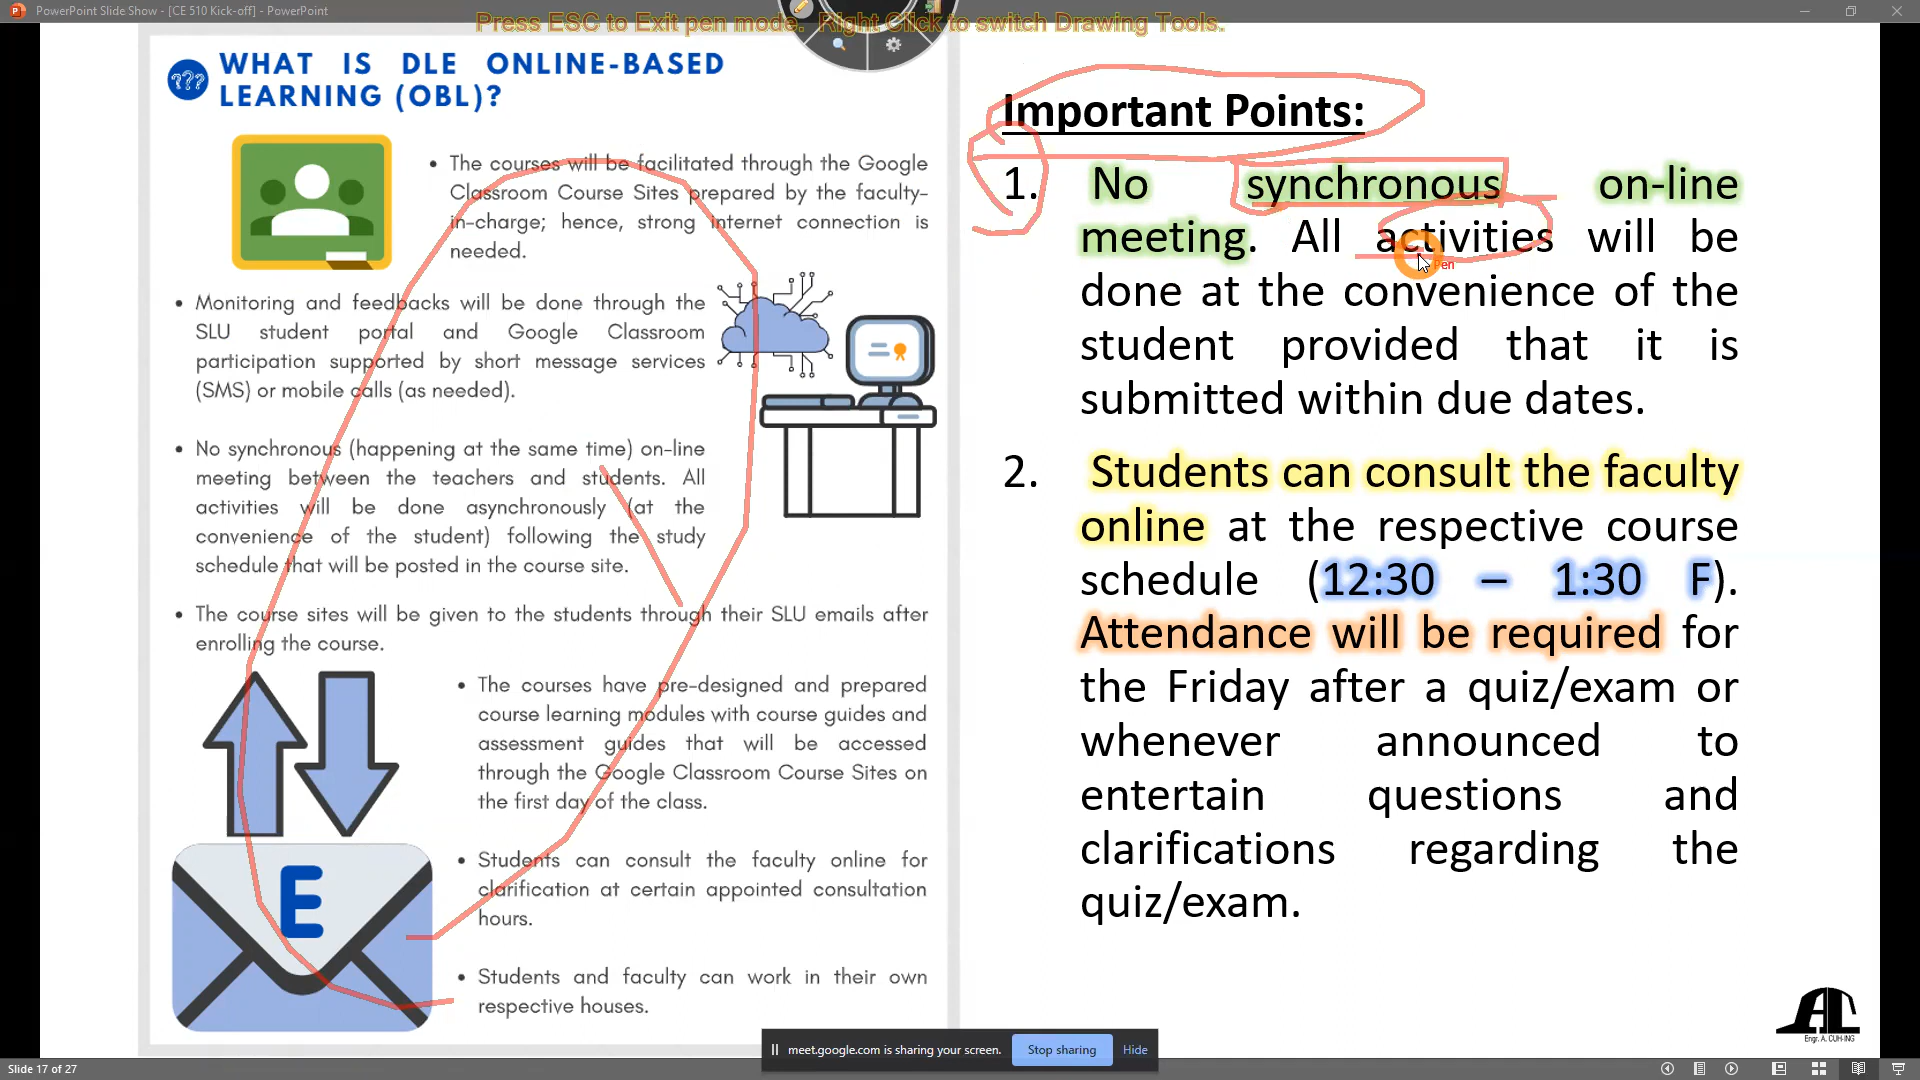 PowerPoint Slide Show - [CE 510 Kick-off] - PowerPoint
Press ESC to Exit pen mode. Right Click to switch Drawing Tools.
???
WHAT IS DLE ONLINE-BASED
LEARNING (OBL)?
• The courses will be facilitated through the Google
Classroom Course Sites prepared by the faculty-
in-charge; hence, strong internet connection is
needed.
• Monitoring and feedbacks will be done through the
SLU student portal and Google Classroom
participation supported by short message services
(SMS) or mobile calls (as needed).
• No synchronous (happening at the same time) on-line
meeting between the teachers and students. All
activities will be done asynchronously (at the
convenience of the student) following the study
schedule that will be posted in the course site.
• The course sites will be given to the students through their SLU emails after
enrolling the course.
• The courses have pre-designed and prepared
course learning modules with course guides and
assessment guides that will be accessed
through the Google Classroom Course Sites on
the first day of the class.
E
• Students can consult the faculty online for
clarification at certain appointed consultation
hours.
• Students and faculty can work in their own
respective houses.
Important Points:
1. No synchronous on-line
meeting. All activities will be
Pen
done at the convenience of the
student provided that it is
submitted within due dates.
2. Students can consult the faculty
online at the respective course
schedule (12:30 – 1:30 F).
Attendance will be required for
the Friday after a quiz/exam or
whenever announced to
entertain questions and
clarifications regarding the
quiz/exam.
Engr. A. CUH-ING
meet.google.com is sharing your screen.
Stop sharing
Hide
Slide 17 of 27